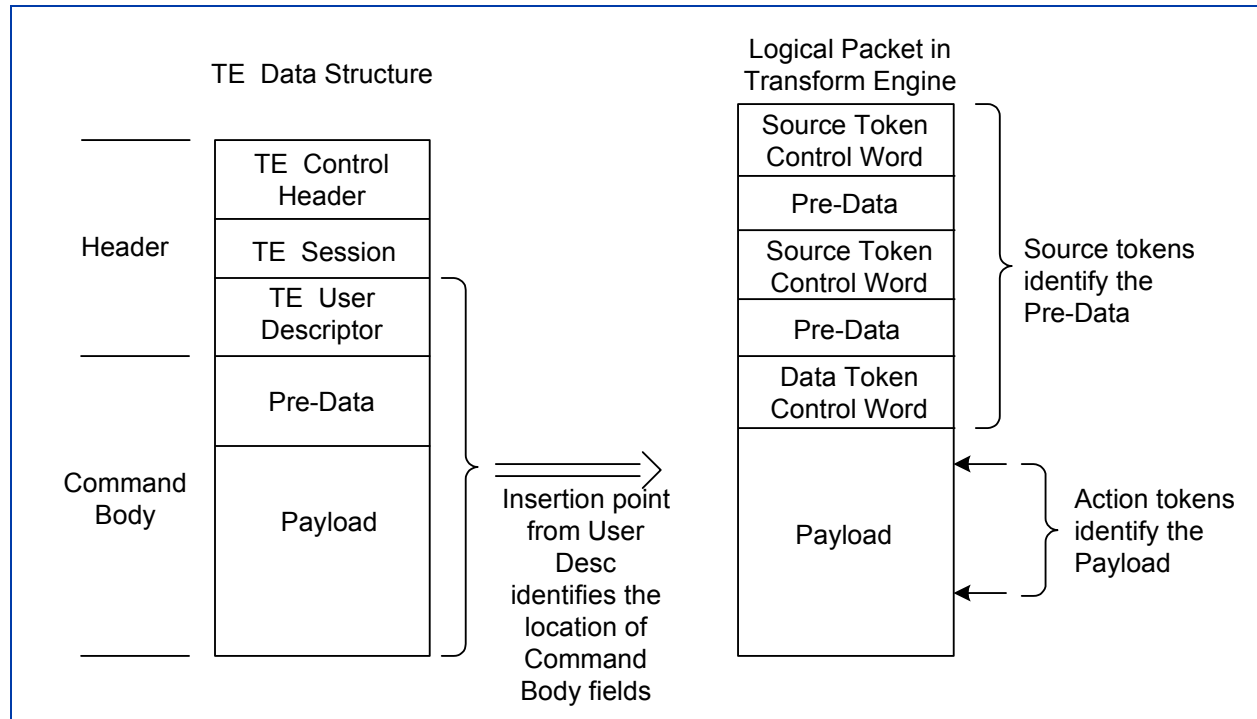 TE Data Structure
Header
Command
Body
TE Control
Header
TE Session
TE User
Descriptor
Pre-Data
Payload
Insertion point
from User
Desc
identifies the
location of
Command
Body fields
Logical Packet in
Transform Engine
Source Token
Control Word
Pre-Data
Source Token
Control Word
Pre-Data
Data Token
Control Word
Payload
Source tokens
identify the
Pre-Data
Action tokens
identify the
Payload